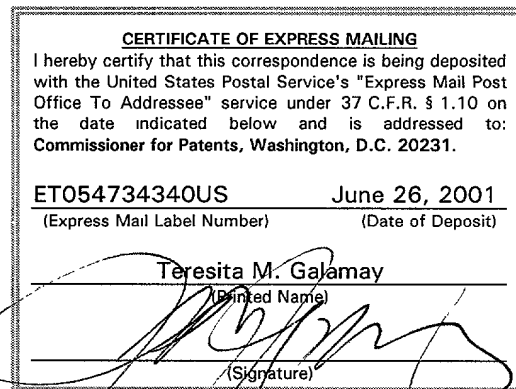 CERTIFICATE OF EXPRESS MAILING
I hereby certify that this correspondence is being deposited
with the United States Postal Service's "Express Mail Post
Office To Addressee" service under 37 C.F.R. § 1.10 on
the date indicated below and is addressed to:
Commissioner for Patents, Washington, D.C. 20231.
ET054734340US June 26, 2001
(Express Mail Label Number) (Date of Deposit)
Teresita M. Galamay
(Printed Name)
(Signature)